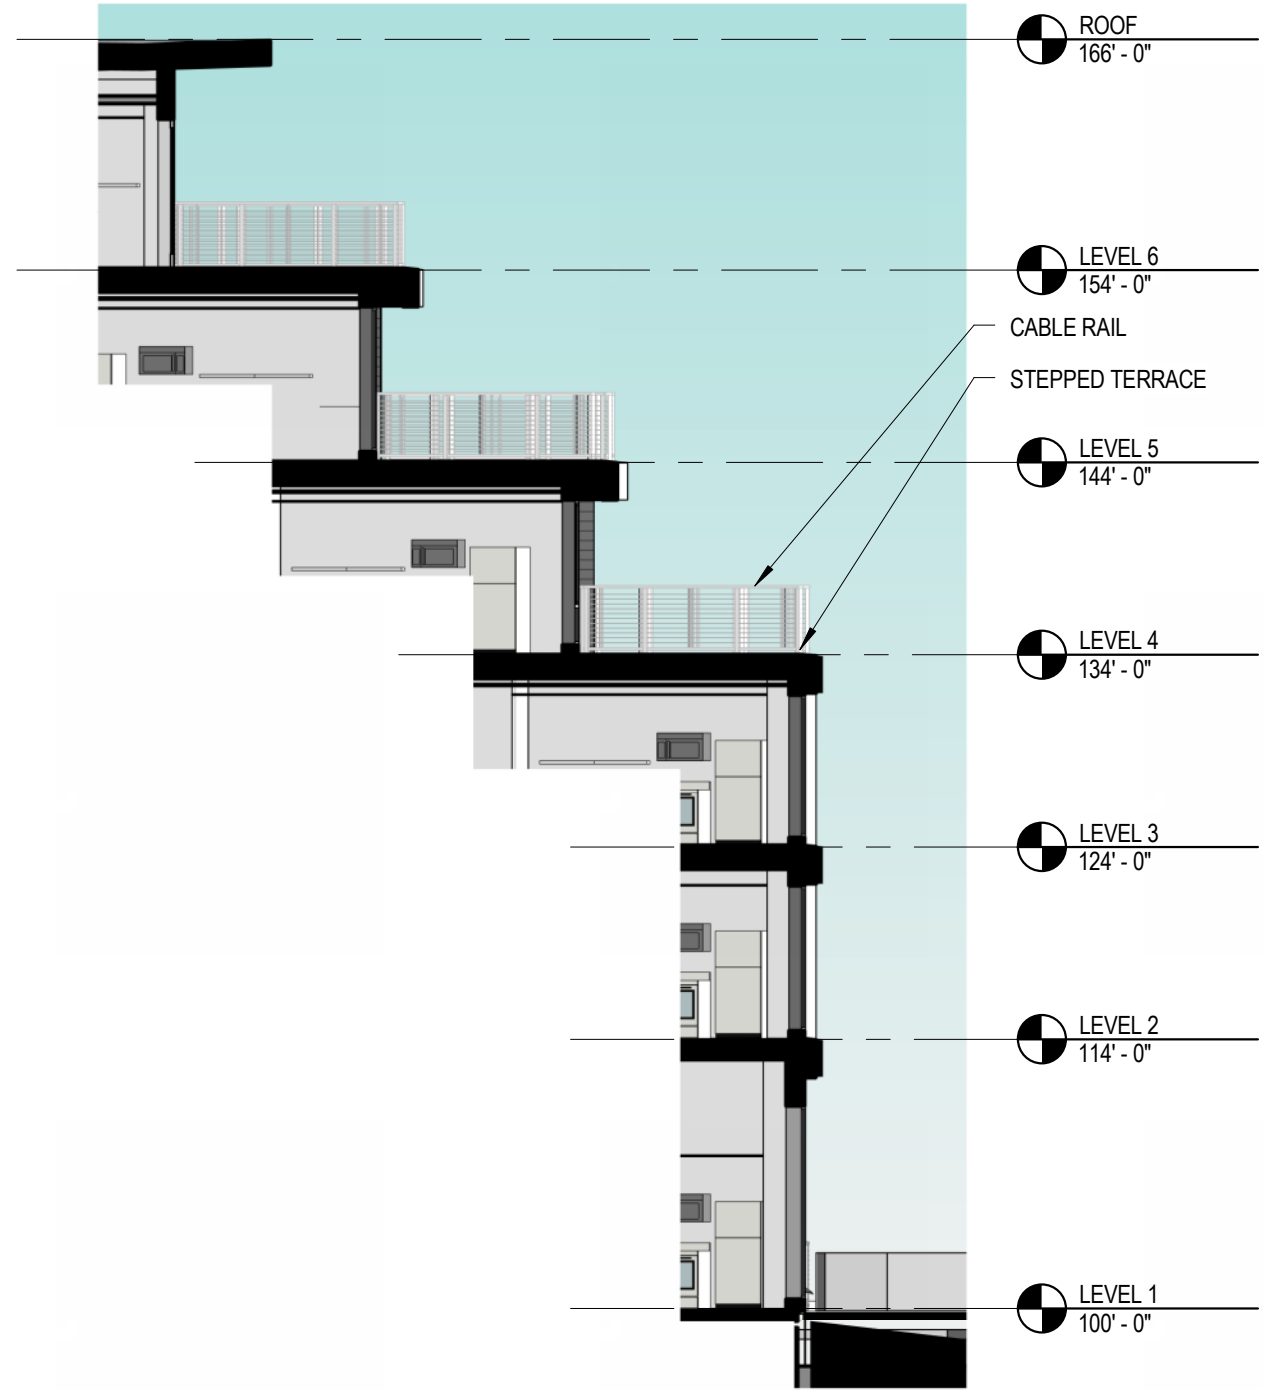 ROOF
166' - 0"
LEVEL 6
154' - 0"
CABLE RAIL
STEPPED TERRACE
LEVEL 5
144' - 0"
LEVEL 4
134' - 0"
LEVEL 3
124' - 0"
LEVEL 2
114' - 0"
LEVEL 1
100' - 0"